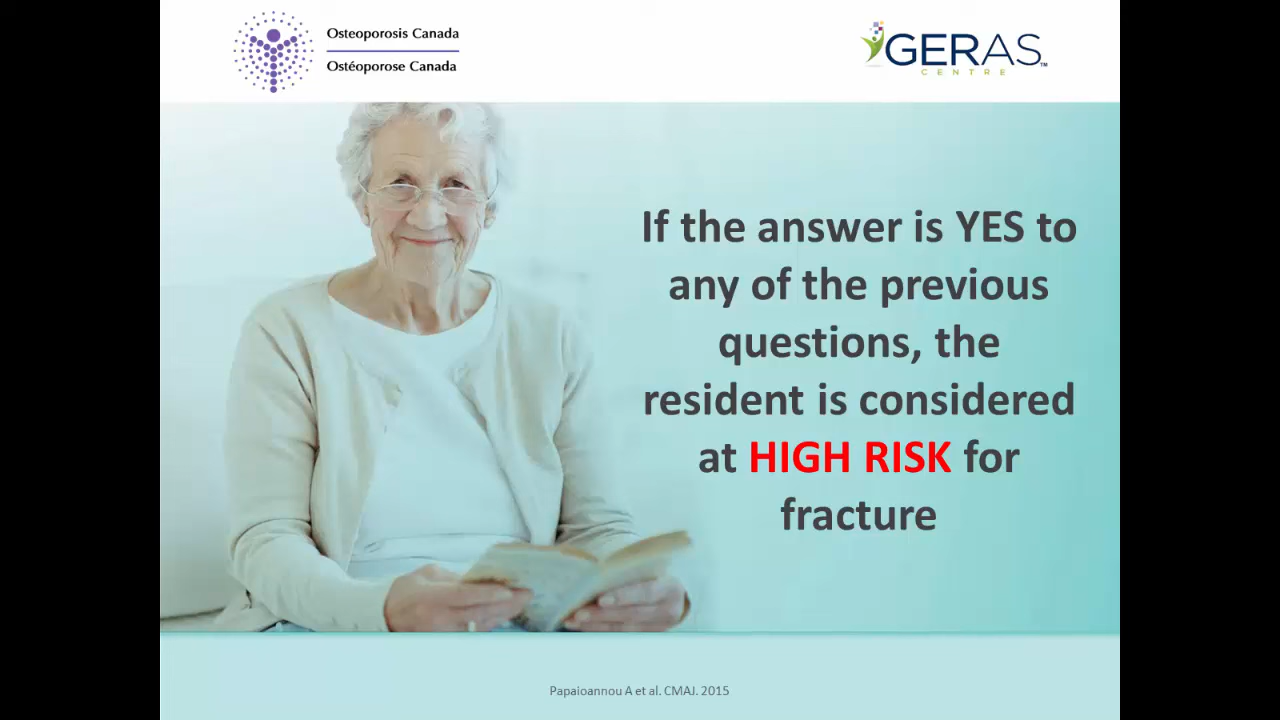 Osteoporosis Canada
Ostéoporose Canada
GERAS™
CENTRE
If the answer is YES to
any of the previous
questions, the
resident is considered
at HIGH RISK for
fracture
Papaioannou A et al. CMAJ. 2015